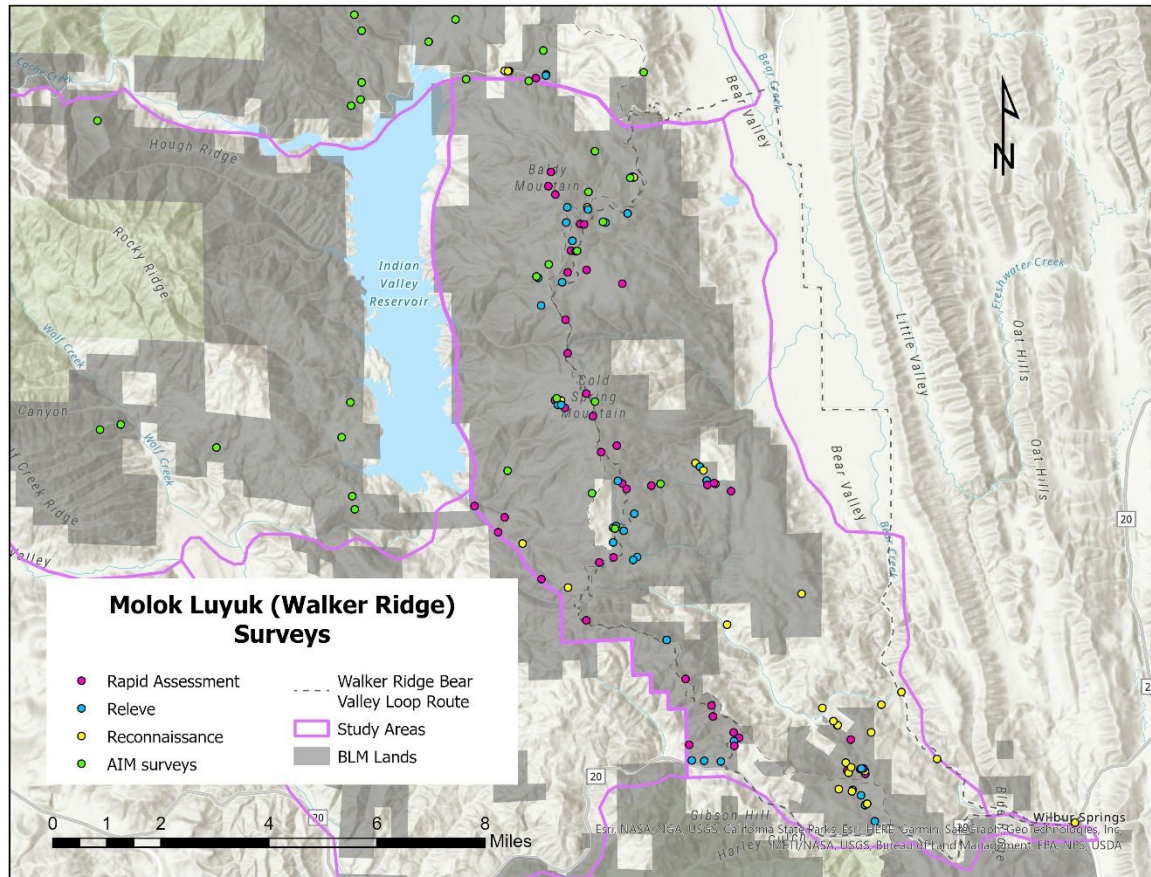 Cache Creek
Hough Ridge
Rocky Ridge
Wolf Creek
Canyon
Wolf Creek
lf Creek Ridge
Valley
Indian
Valley
Reservoir
Baldy
Mountain
Cold
Spring
Mountain
Bear Creek
Bear Valley
Bear Valley
Bear Creek
Freshwater Creek
Little Valley
Oat Hills
Oat Hills
20
2
N
Molok Luyuk (Walker Ridge)
Surveys
Rapid Assessment
Releve
Reconnaissance
AIM surveys
Walker Ridge Bear
Valley Loop Route
Study Areas
BLM Lands
20
20
20
0
2
4
6
8
Miles
Gibson Hill
Wilbur Springs
Esri, NASA, NGA, USGS, California State Parks, Esri, HERE, Garmin, SafeGraph, GeoTechnologies, Inc,
METI/NASA, USGS, Bureau of Land Management, EPA, NPS, USDA